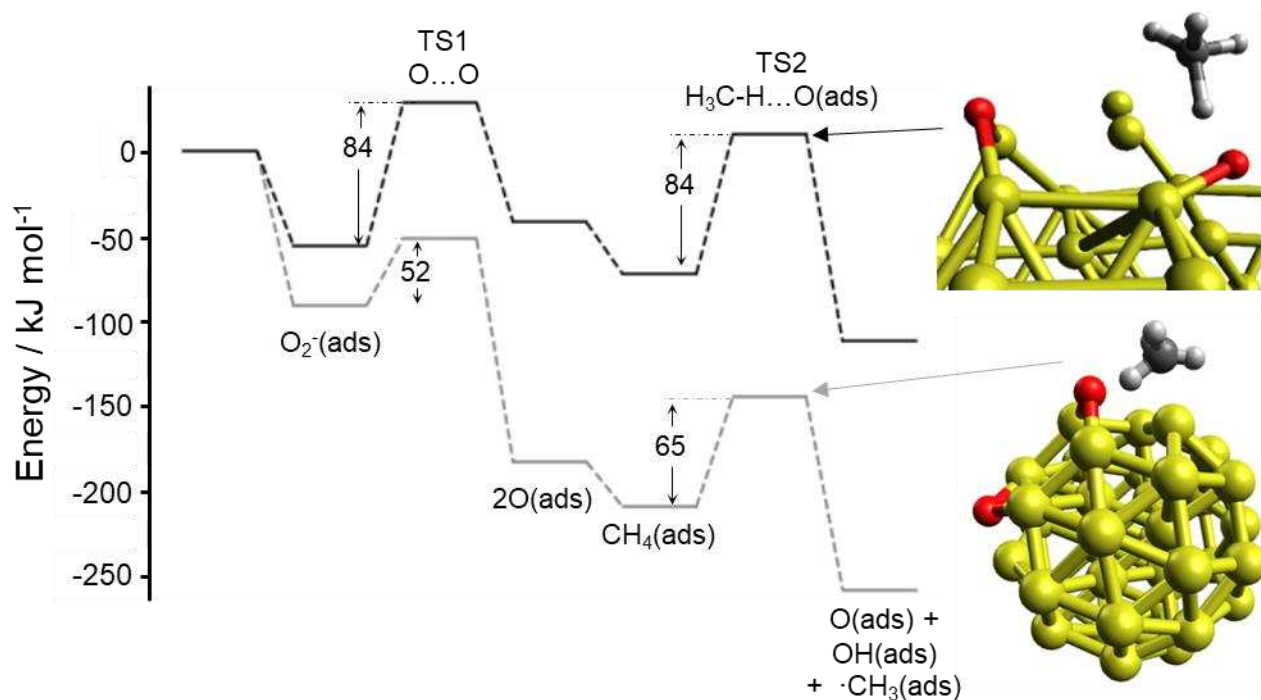 TS1
O...O
TS2
H₃C-H...O(ads)
84
84
52
65
0
-50
-100
-150
-200
-250
Energy / kJ mol⁻¹
O₂⁻(ads)
2O(ads)
CH₄(ads)
O(ads) +
OH(ads)
+ ·CH₃(ads)